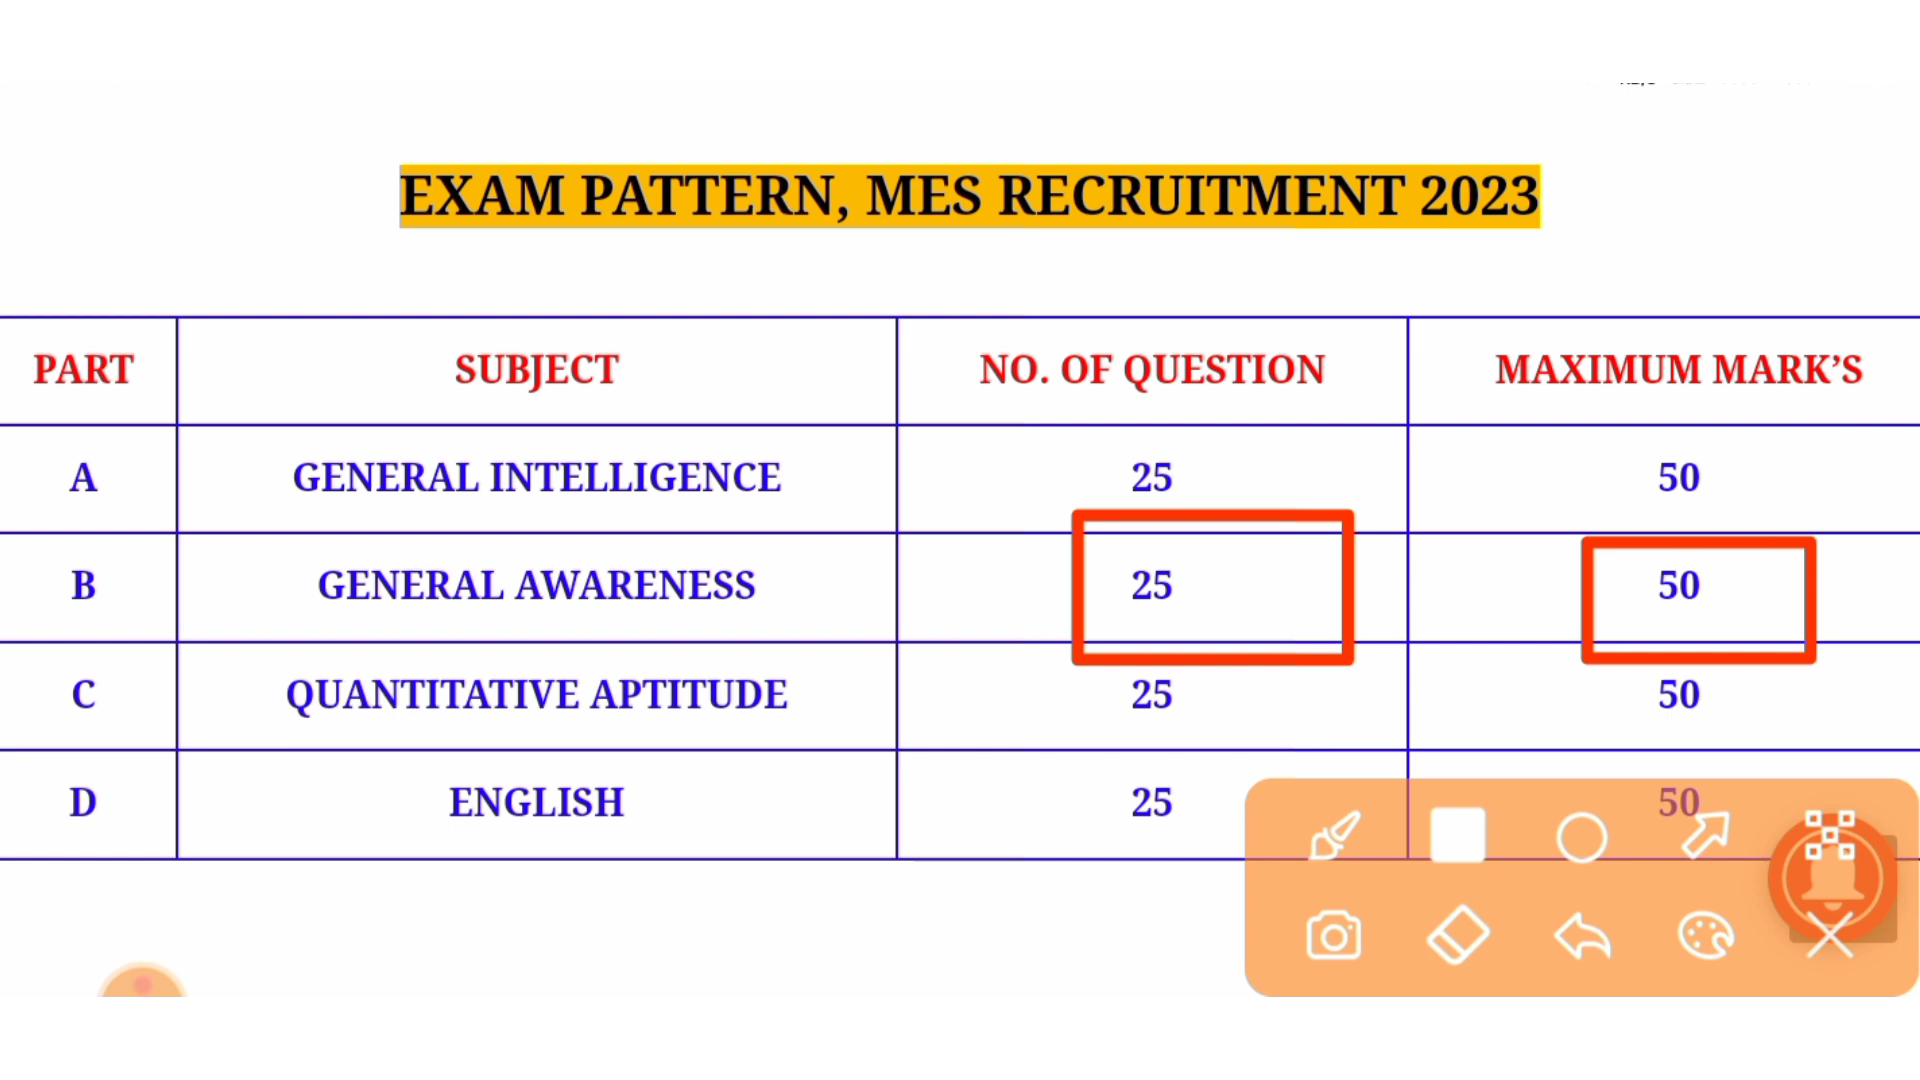 EXAM PATTERN, MES RECRUITMENT 2023
PART SUBJECT NO. OF QUESTION MAXIMUM MARK’S
A GENERAL INTELLIGENCE 25 50
B GENERAL AWARENESS 25 50
C QUANTITATIVE APTITUDE 25 50
D ENGLISH 25 50